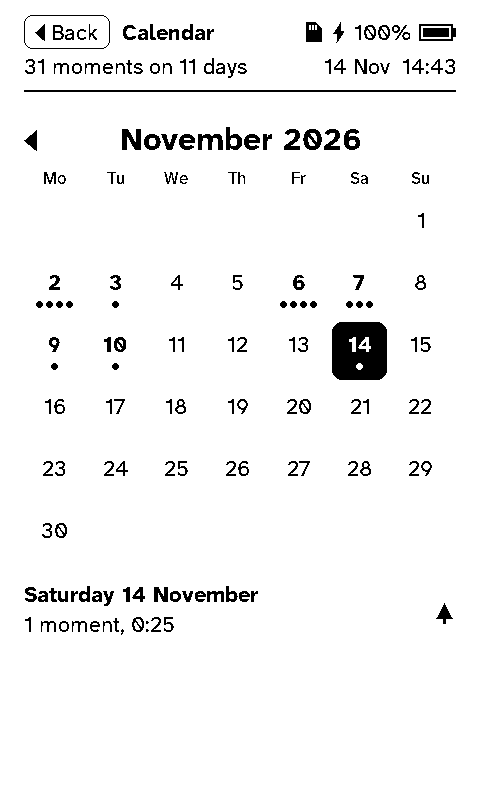 Back Calendar 100%
31 moments on 11 days 14 Nov 14:43
November 2026
Mo Tu We Th Fr Sa Su
1
2 3 4 5 6 7 8
9 10 11 12 13 14 15
16 17 18 19 20 21 22
23 24 25 26 27 28 29
30
Saturday 14 November
1 moment, 0:25